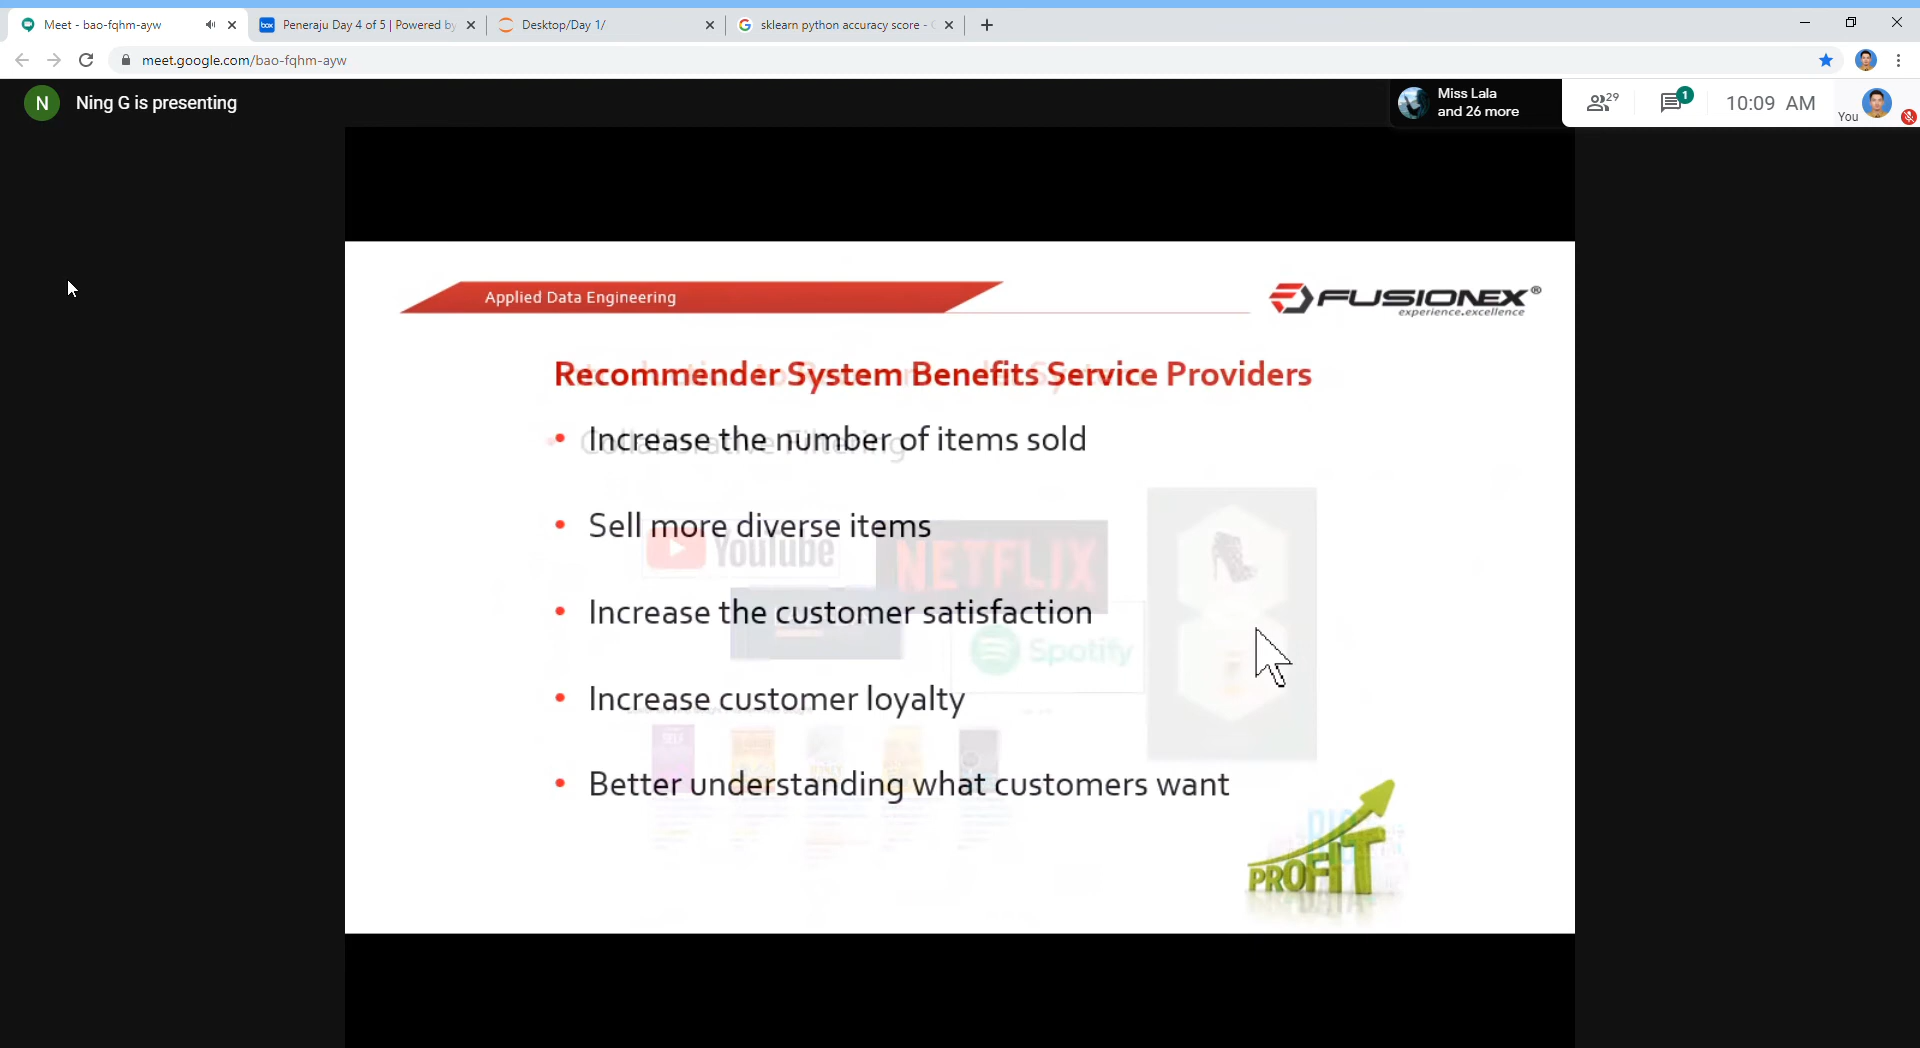 Meet - bao-fqhm-ayw
Peneraju Day 4 of 5 | Powered by
Desktop/Day 1/
sklearn python accuracy score -
meet.google.com/bao-fqhm-ayw
N
Ning G is presenting
Miss Lala
and 26 more
29
1
10:09 AM
You
Applied Data Engineering
FUSIONEX®
experience.excellence
Recommender System Benefits Service Providers
• Increase the number of items sold
Collaborative Filtering
• Sell more diverse items
YouTube
NETFLIX
• Increase the customer satisfaction
Spotify
• Increase customer loyalty
• Better understanding what customers want
PROFIT